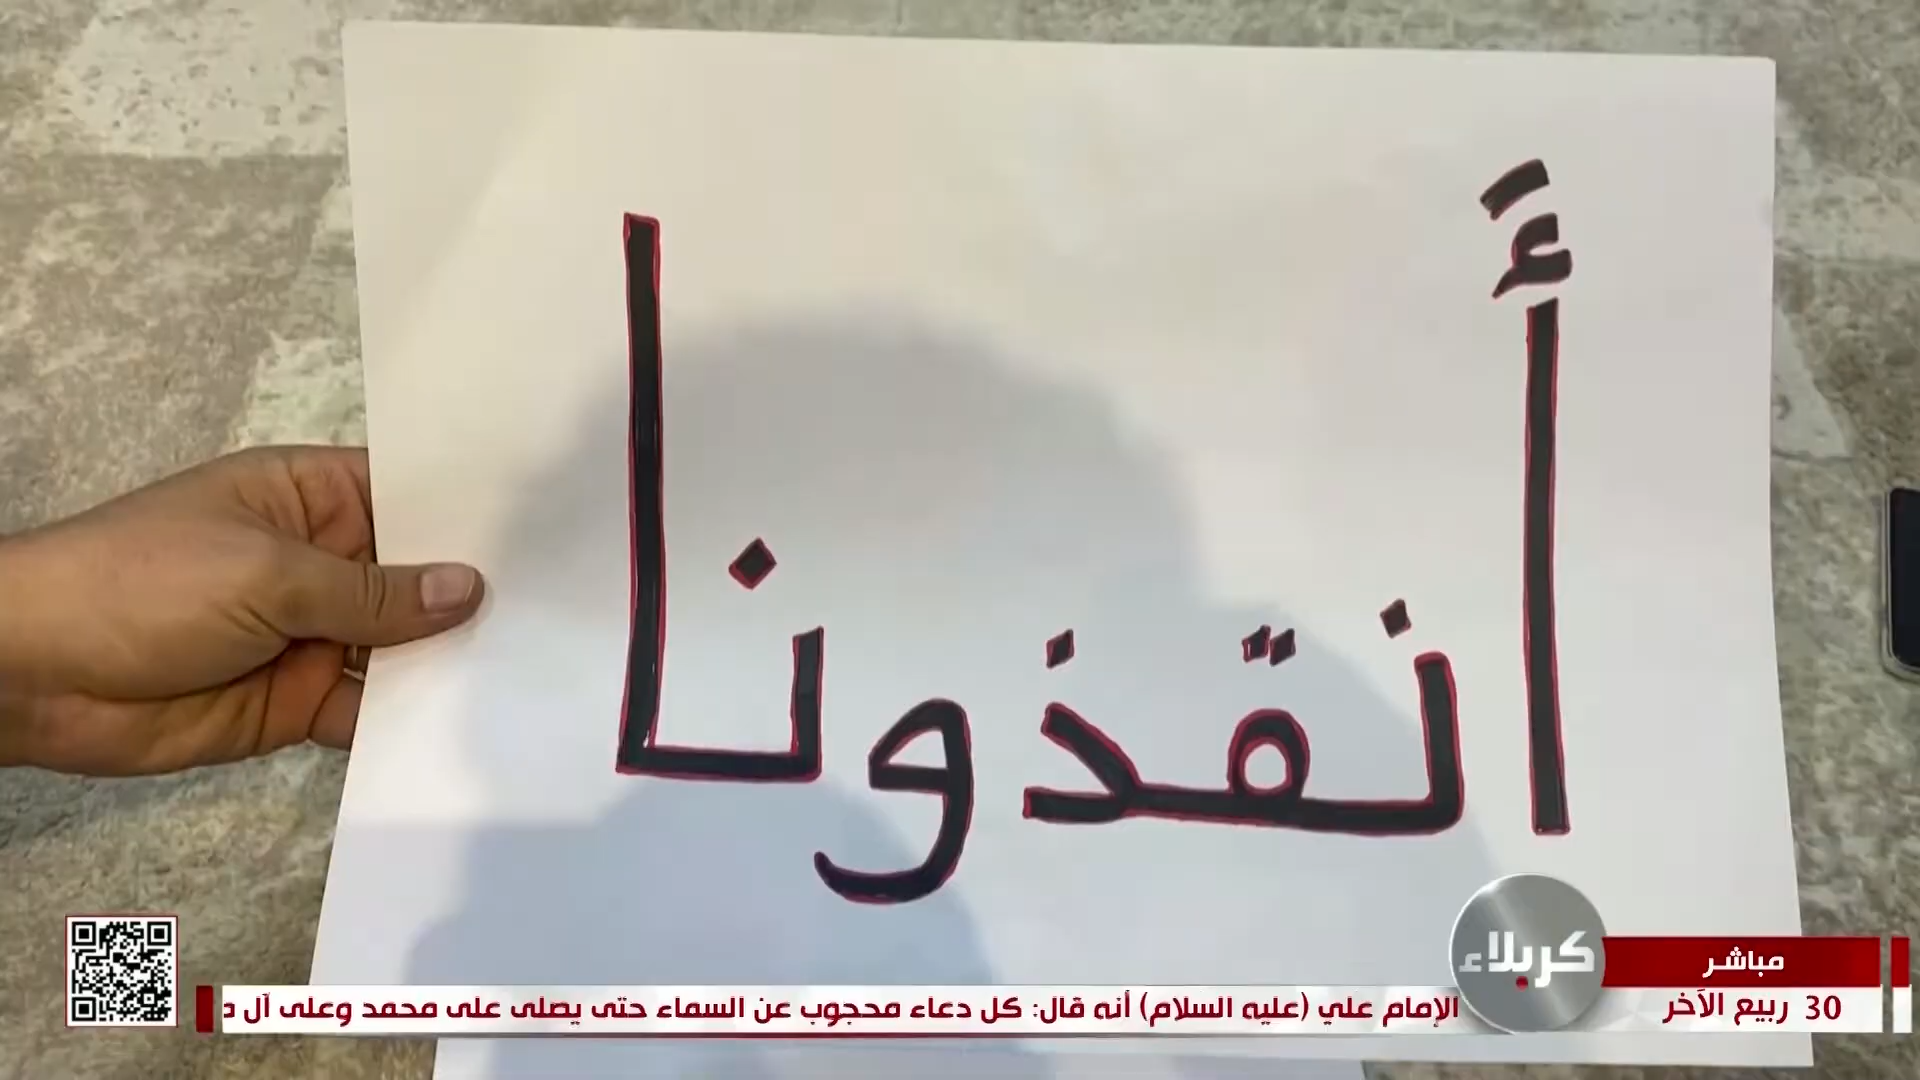 أَنقذونا
كربلاء
مباشر
30 ربيع الآخر
الإمام علي (عليه السلام) أنه قال: كل دعاء محجوب عن السماء حتى يصلى على محمد وعلى آل